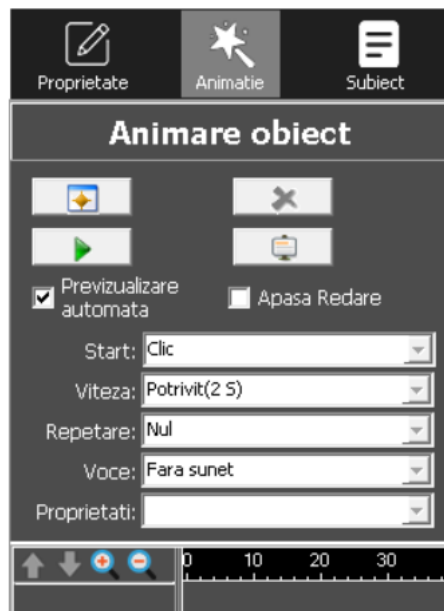 Proprietate Animatie Subiect
Animare obiect
Previzualizare
automata
Apasa Redare
Start: Clic
Viteza: Potrivit(2 S)
Repetare: Nul
Voce: Fara sunet
Proprietati:
0 10 20 30